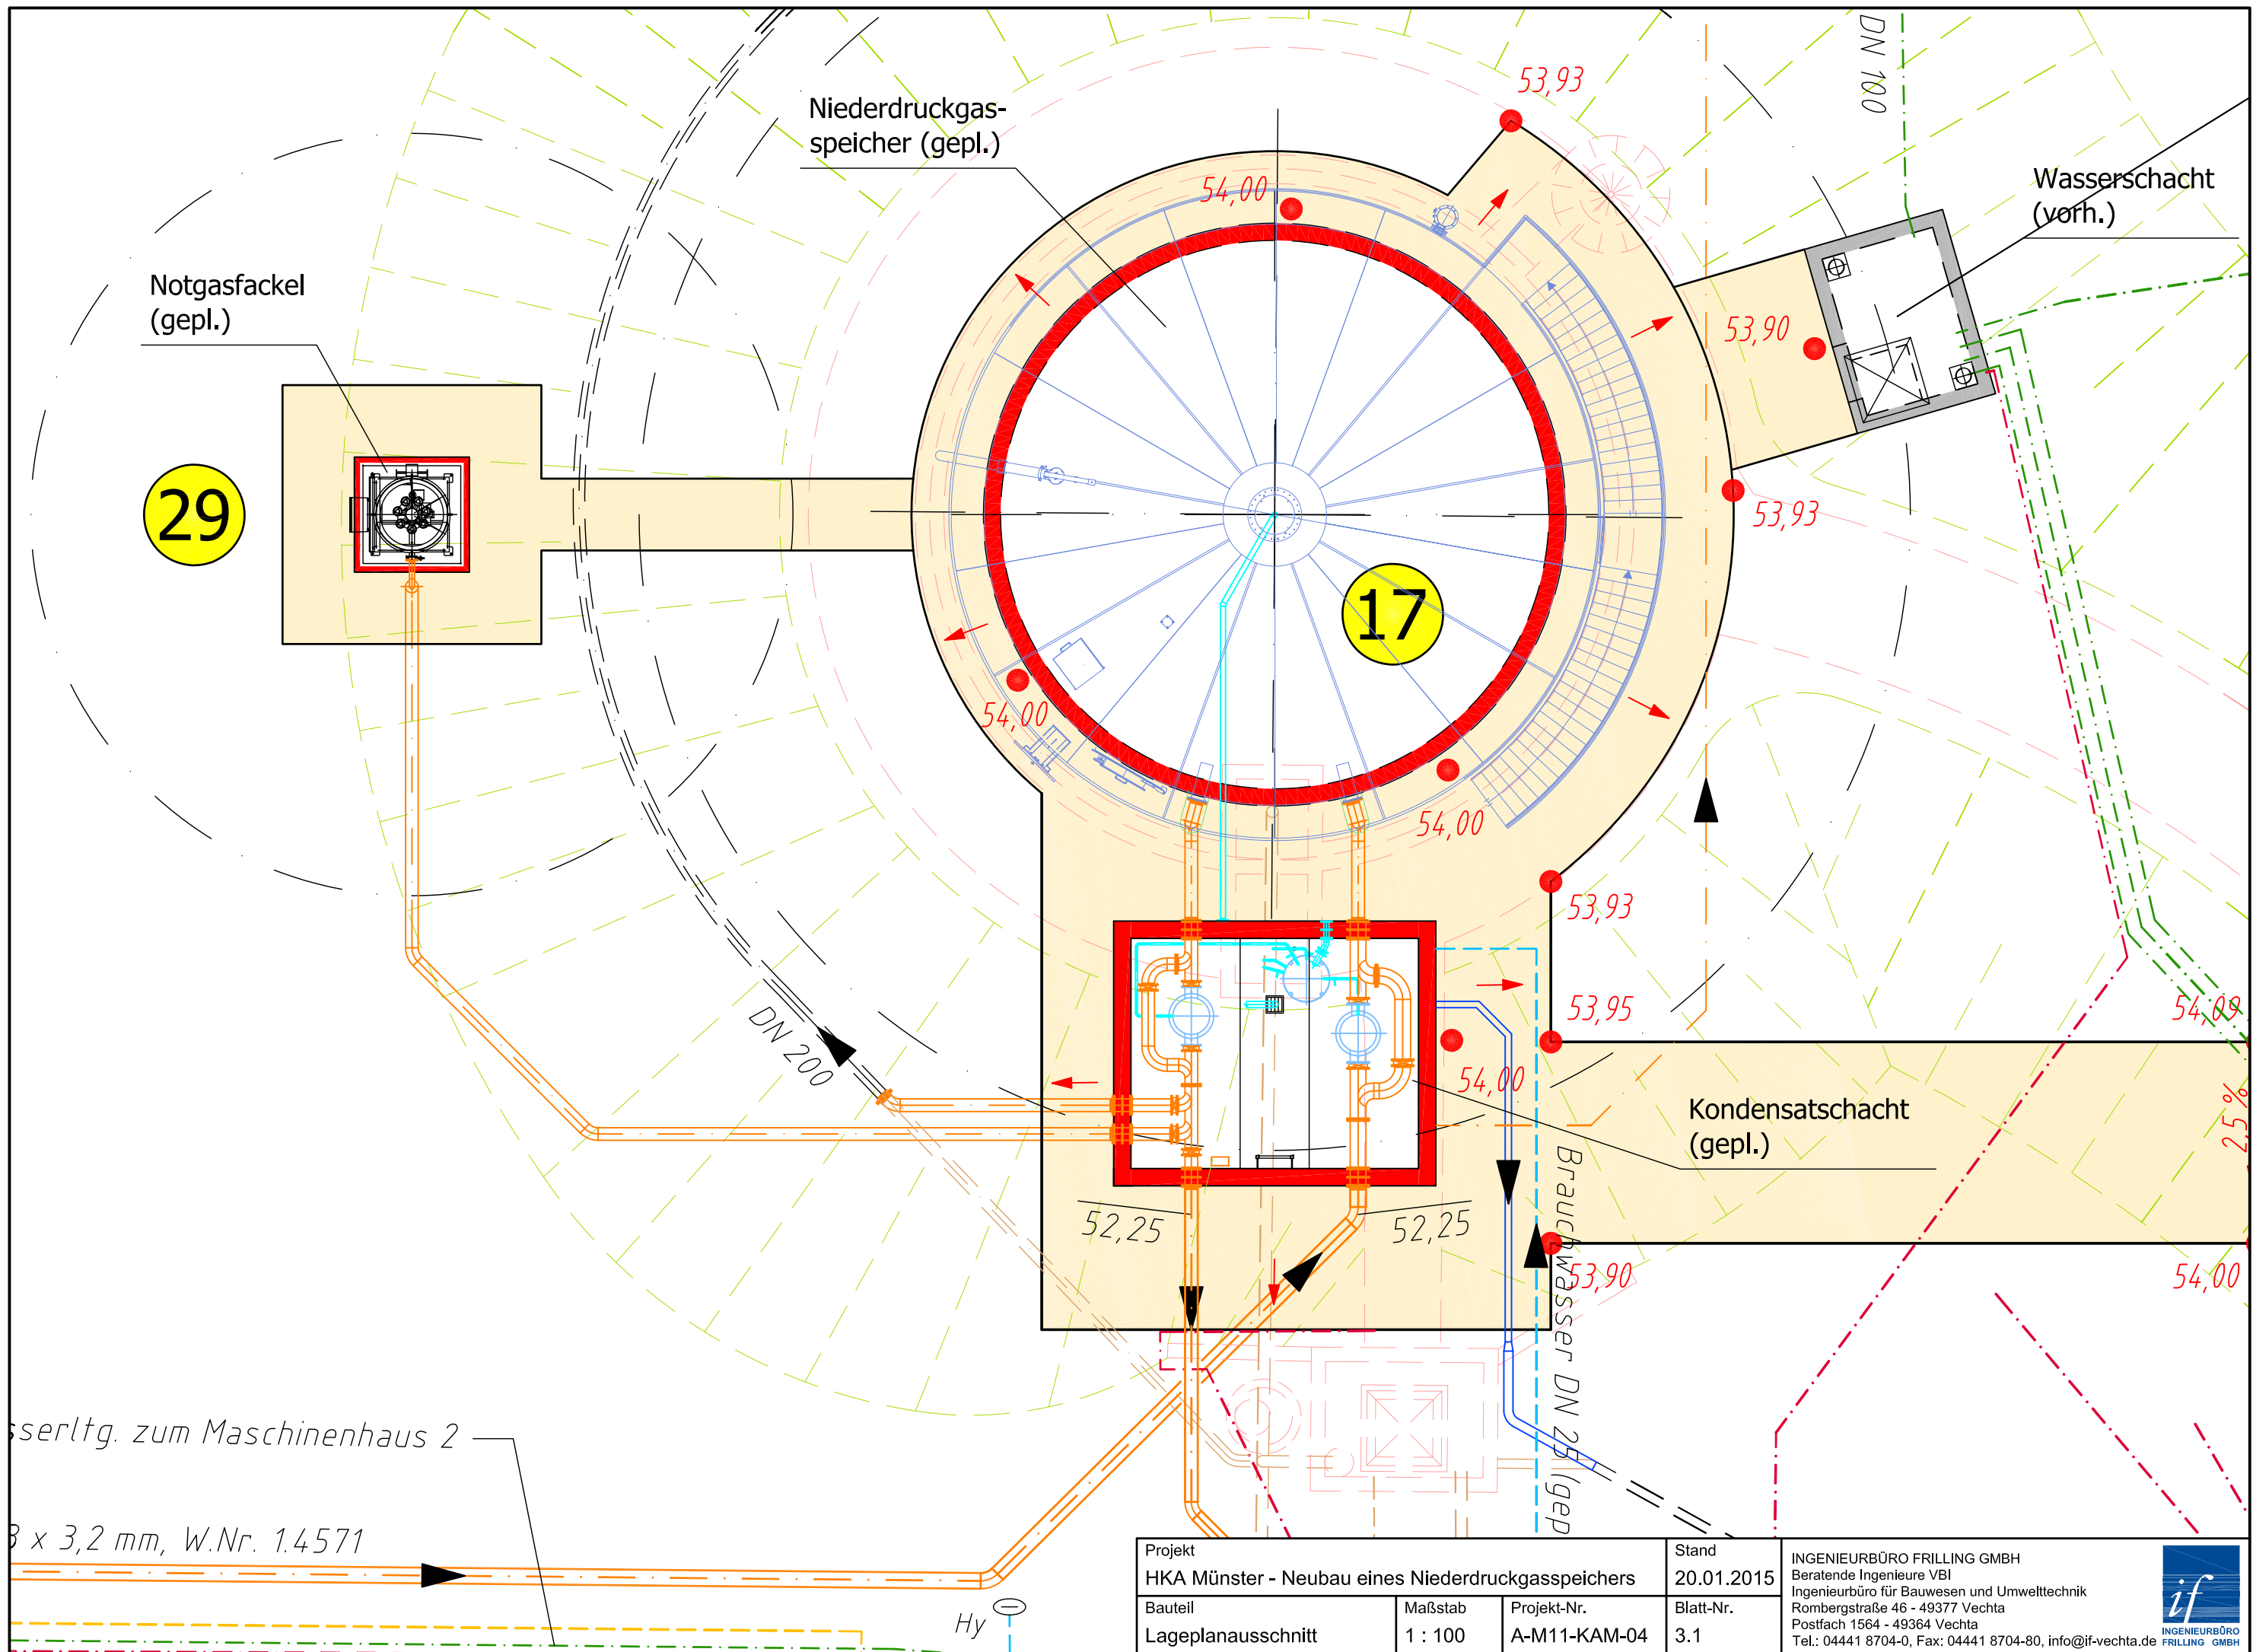 DN 100
53,93
Niederdruckgas-
speicher (gepl.)
54,00
Wasserschacht
(vorh.)
Notgasfackel
(gepl.)
53,90
29
53,93
17
54,00
54,00
53,93
53,95
54,09
DN 200
54,00
Kondensatschacht
(gepl.)
2,5 %
52,25
52,25
Brauchwasser DN 25 (gep
53,90
54,00
sserltg. zum Maschinenhaus 2
8 x 3,2 mm, W.Nr. 1.4571
Hy
Projekt
HKA Münster - Neubau eines Niederdruckgasspeichers
Stand
20.01.2015
Bauteil
Lageplanausschnitt
Maßstab
1 : 100
Projekt-Nr.
A-M11-KAM-04
Blatt-Nr.
3.1
INGENIEURBÜRO FRILLING GMBH
Beratende Ingenieure VBI
Ingenieurbüro für Bauwesen und Umwelttechnik
Rombergstraße 46 - 49377 Vechta
Postfach 1564 - 49364 Vechta
Tel.: 04441 8704-0, Fax: 04441 8704-80, info@if-vechta.de
if
INGENIEURBÜRO
FRILLING GMBH